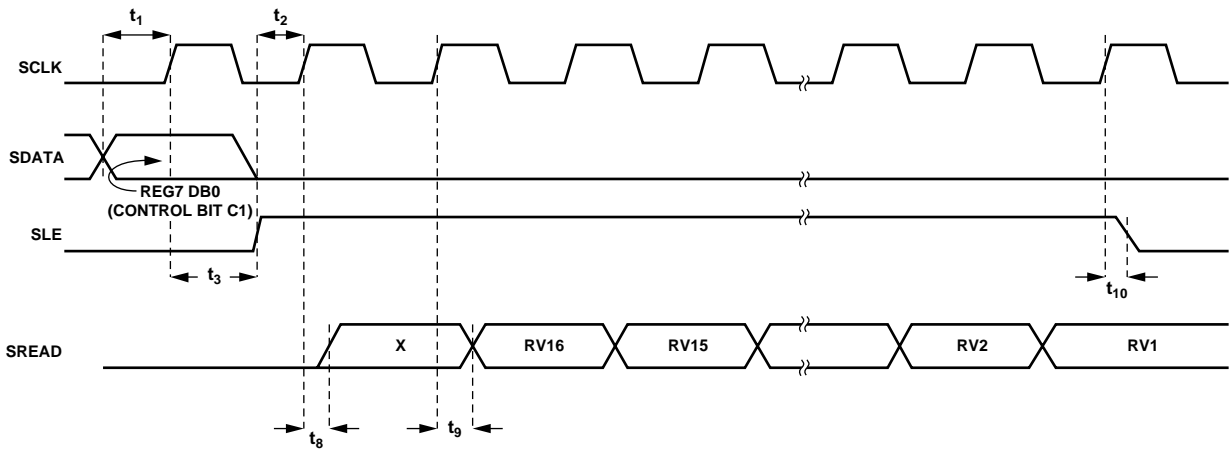 t1
t2
SCLK
SDATA
REG7 DB0
(CONTROL BIT C1)
SLE
t3
t10
SREAD
X
RV16
RV15
RV2
RV1
t8
t9